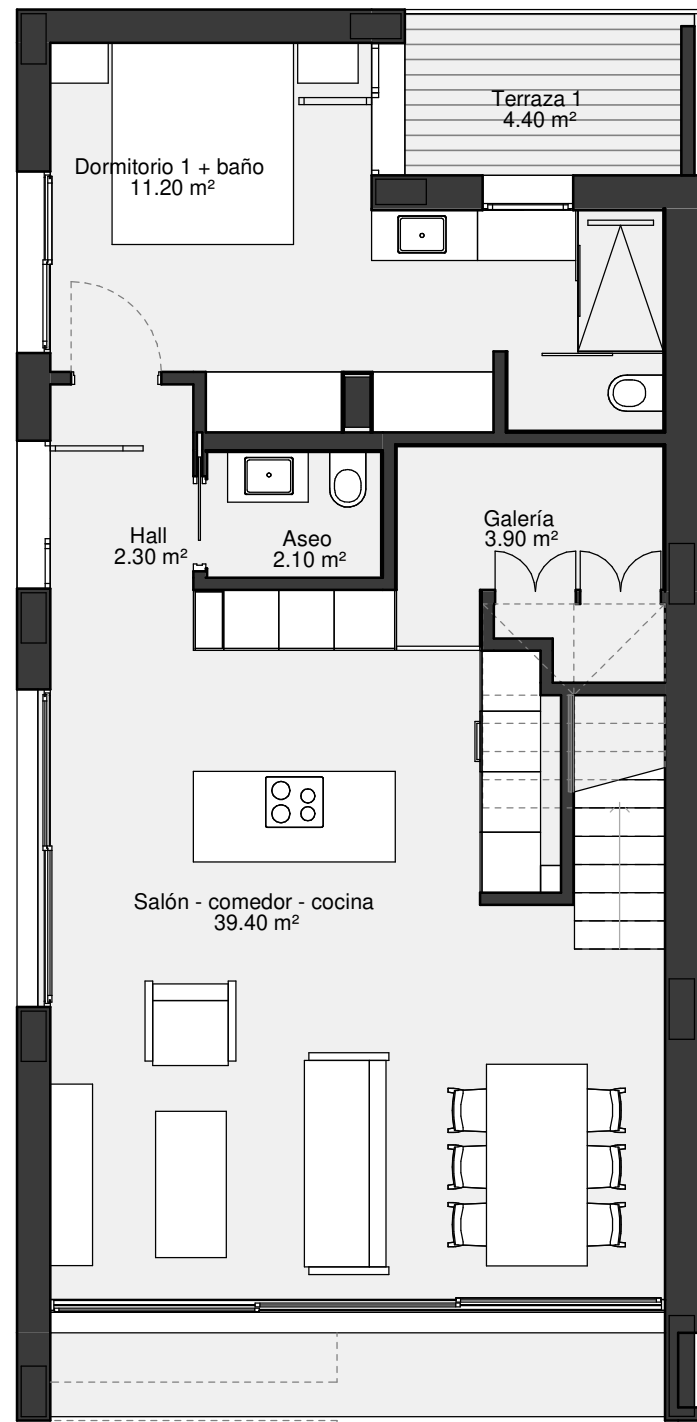 Terraza 1
4.40 m²
Dormitorio 1 + baño
11.20 m²
Hall
2.30 m²
Aseo
2.10 m²
Galería
3.90 m²
Salón - comedor - cocina
39.40 m²